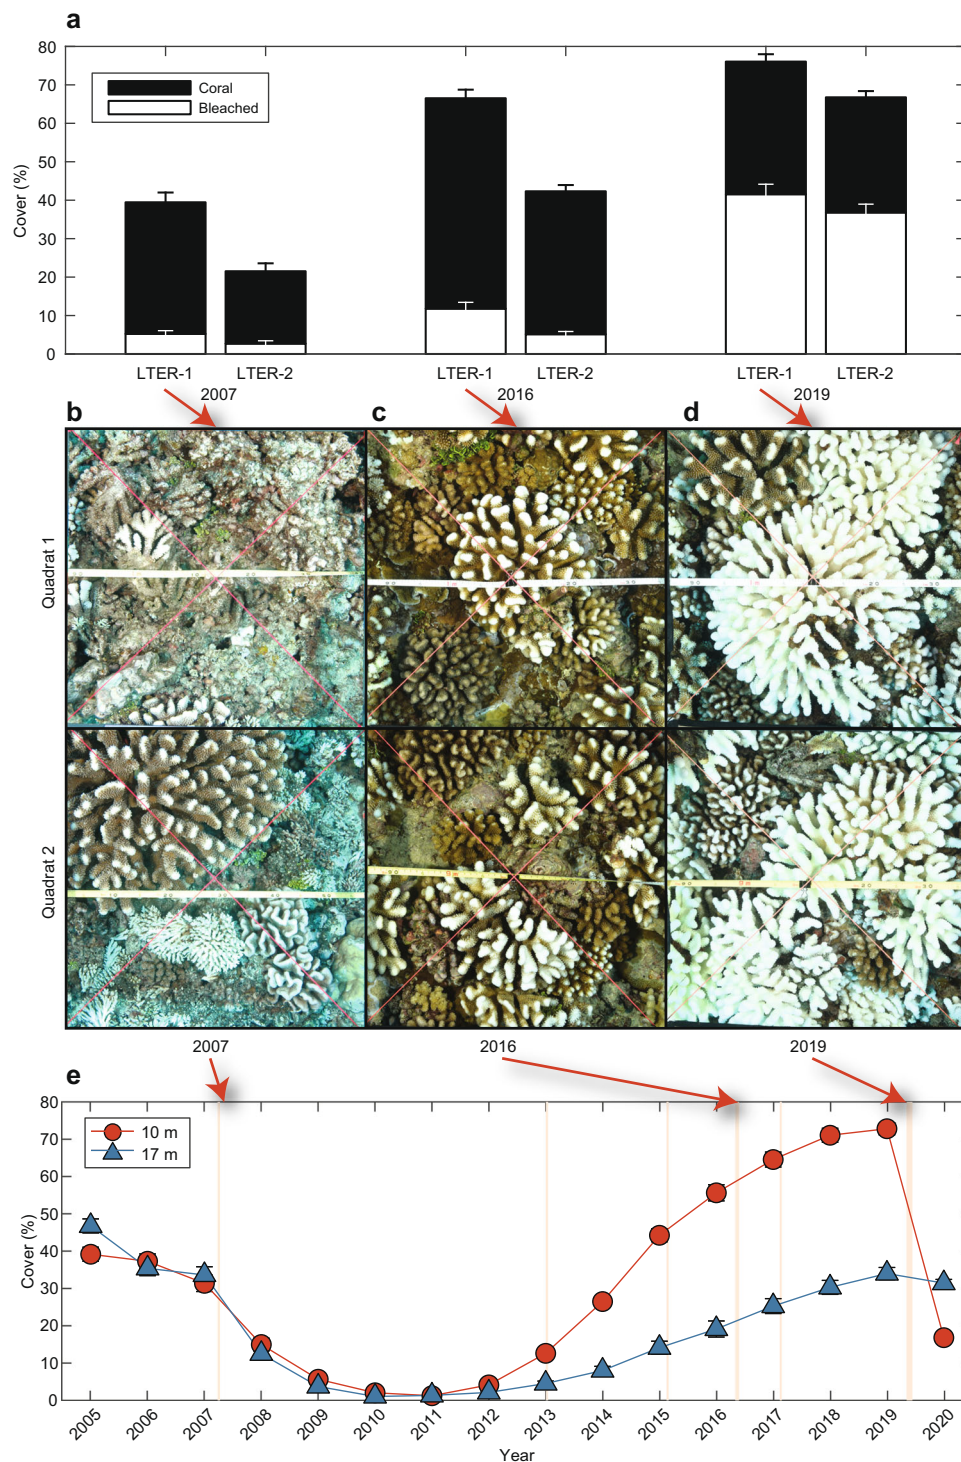 a
80
70
60
50
40
30
20
10
0
Cover (%)
Coral
Bleached
LTER-1 LTER-2 LTER-1 LTER-2 LTER-1 LTER-2
2007 2016 2019
b c d
Quadrat 1
Quadrat 2
2007 2016 2019
e
80
70
60
50
40
30
20
10
0
Cover (%)
10 m
17 m
2005 2006 2007 2008 2009 2010 2011 2012 2013 2014 2015 2016 2017 2018 2019 2020
Year